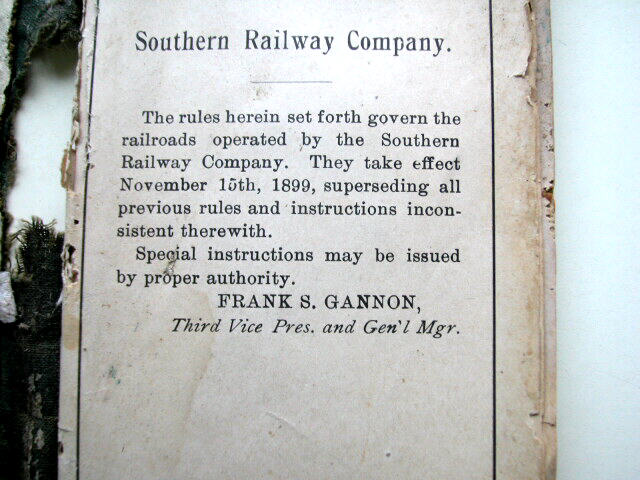 Southern Railway Company.
The rules herein set forth govern the
railroads operated by the Southern
Railway Company. They take effect
November 15th, 1899, superseding all
previous rules and instructions incon-
sistent therewith.
Special instructions may be issued
by proper authority.
FRANK S. GANNON,
Third Vice Pres. and Gen'l Mgr.